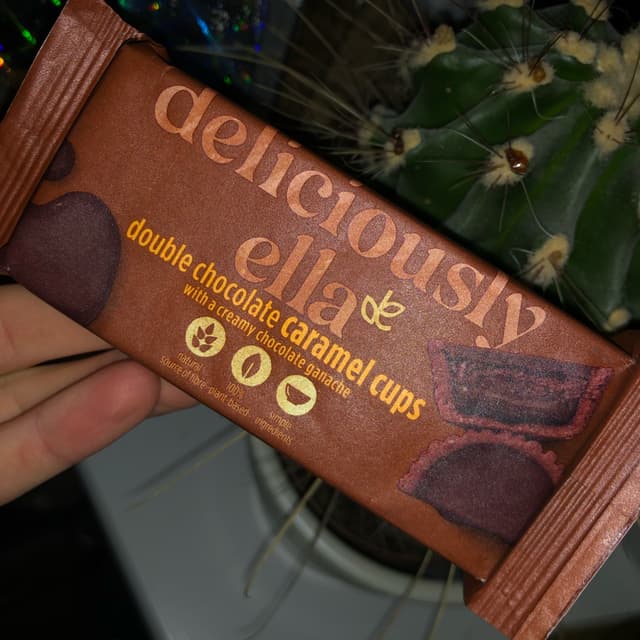 deliciously
ella
double chocolate caramel cups
with a creamy chocolate ganache
natural
source of fibre
100%
plant-based
simple
ingredients